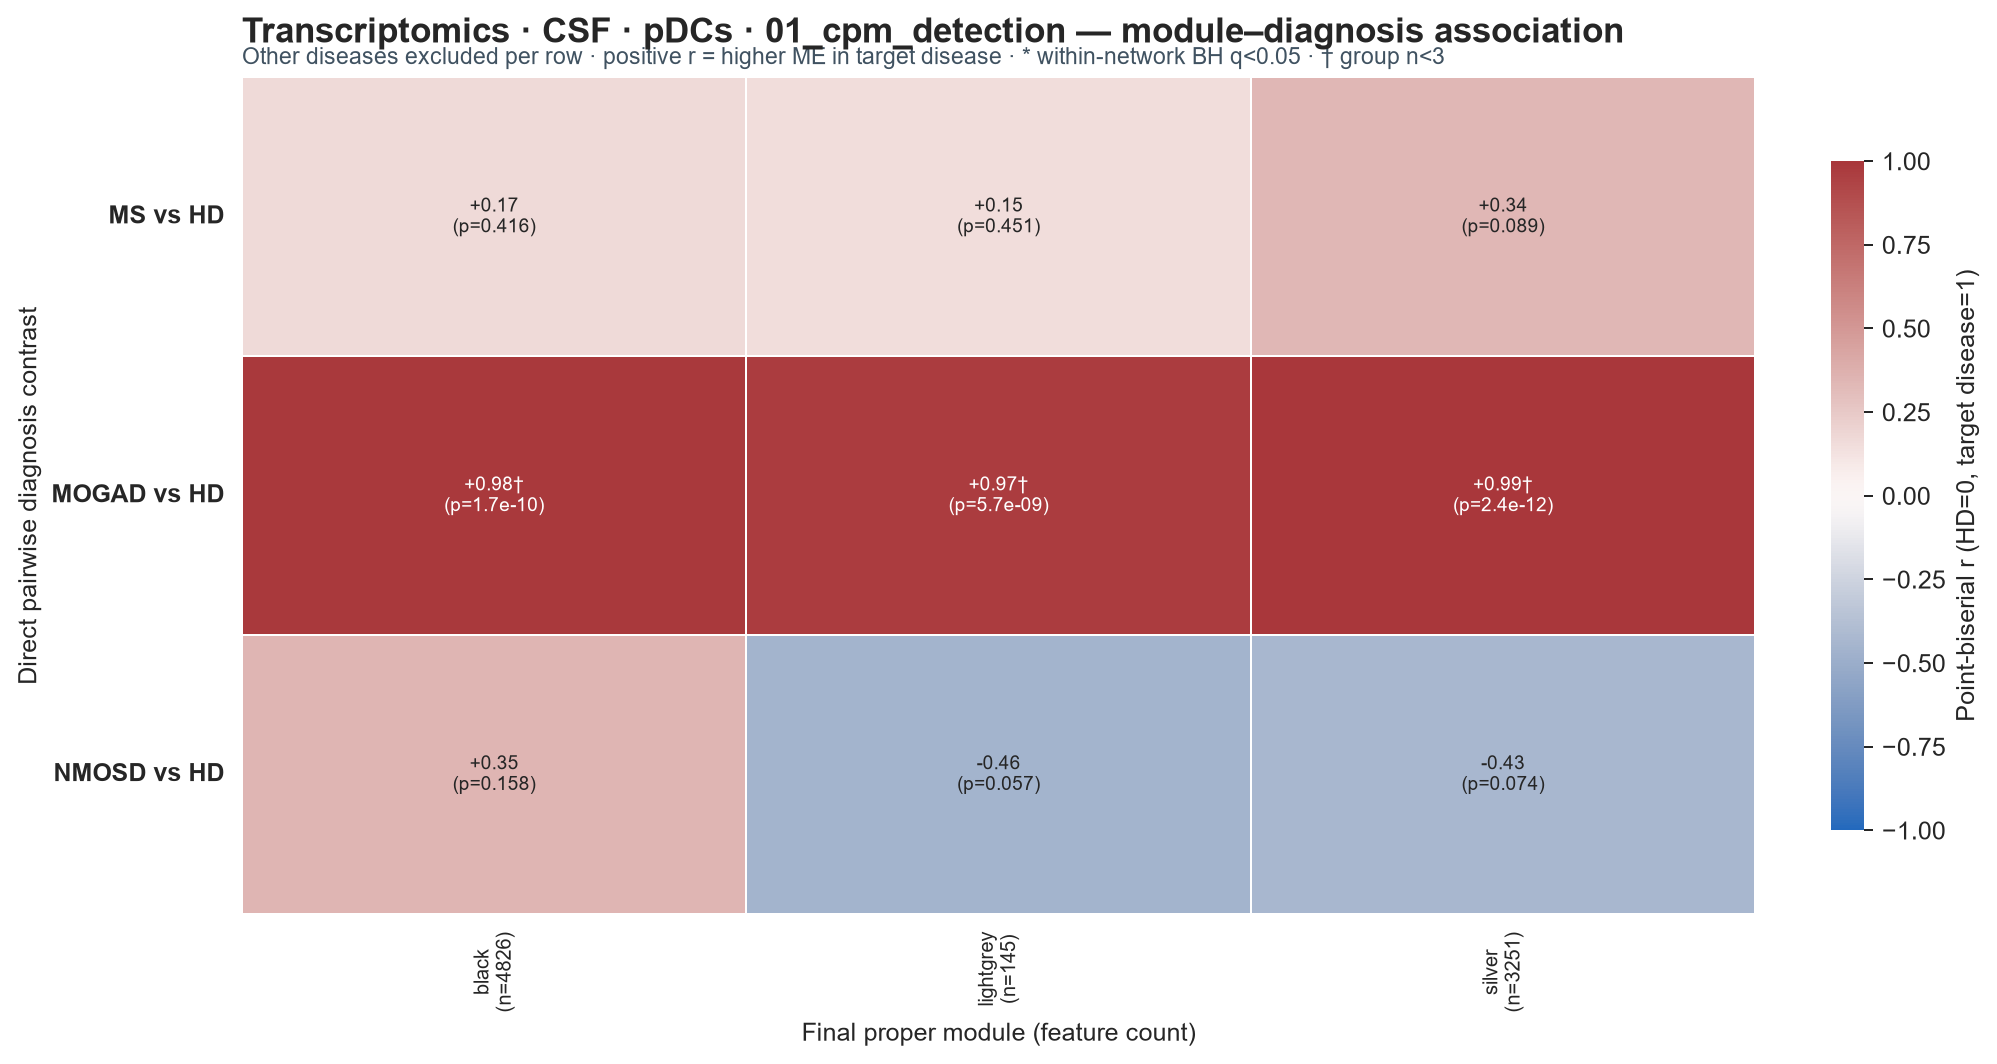 Transcriptomics · CSF · pDCs · 01_cpm_detection — module–diagnosis association
Other diseases excluded per row · positive r = higher ME in target disease · * within-network BH q<0.05 · † group n<3
Direct pairwise diagnosis contrast
MS vs HD
+0.17
(p=0.416)
+0.15
(p=0.451)
+0.34
(p=0.089)
MOGAD vs HD
+0.98†
(p=1.7e-10)
+0.97†
(p=5.7e-09)
+0.99†
(p=2.4e-12)
NMOSD vs HD
+0.35
(p=0.158)
-0.46
(p=0.057)
-0.43
(p=0.074)
black
(n=4826)
lightgrey
(n=145)
silver
(n=3251)
Final proper module (feature count)
1.00
0.75
0.50
0.25
0.00
−0.25
−0.50
−0.75
−1.00
Point-biserial r (HD=0, target disease=1)